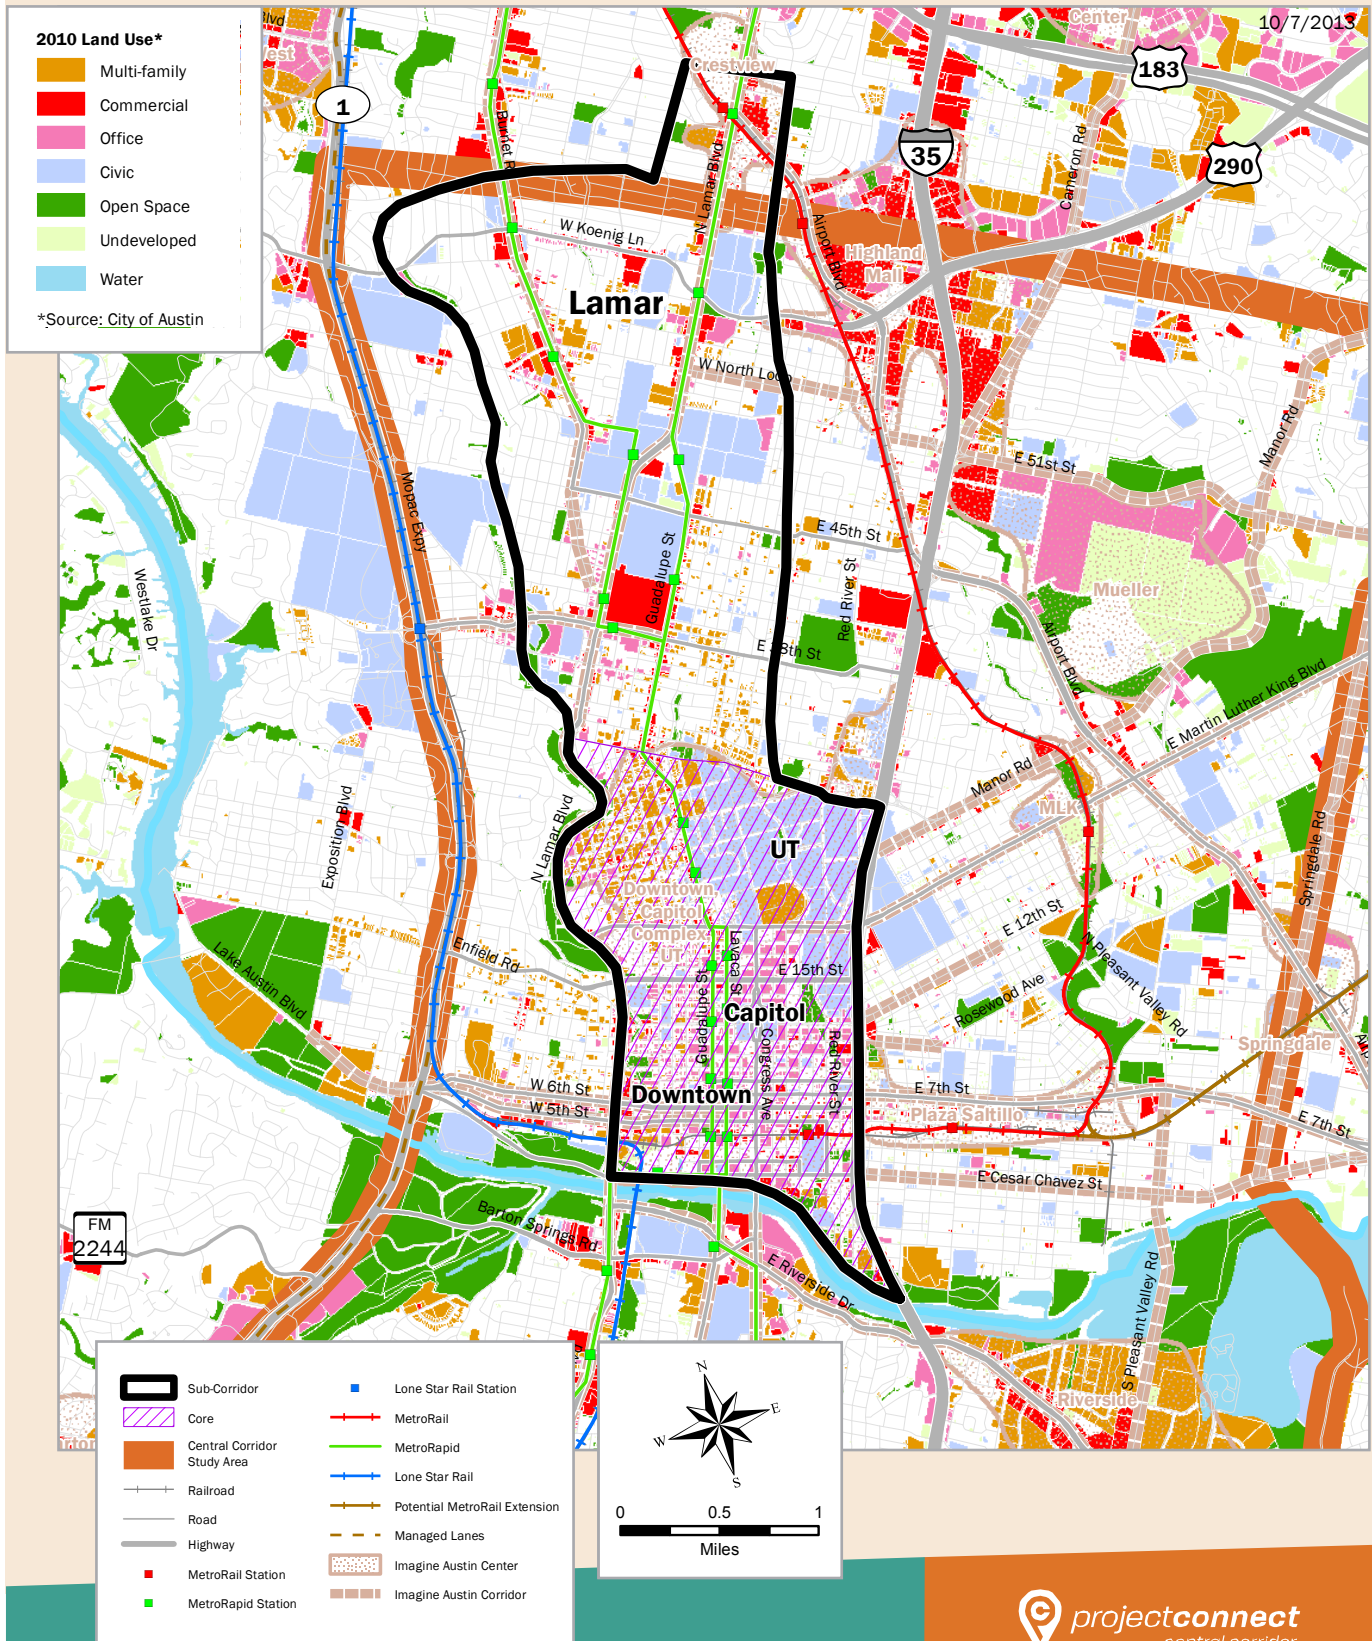 10/7/2013
2010 Land Use*
Multi-family
Commercial
Office
Civic
Open Space
Undeveloped
Water
*Source: City of Austin
Blvd
Crestview
Center
183
1
35
290
Burnet R
N Lamar Blvd
Cameron Rd
W Koenig Ln
Airport Blvd
Highland
Mall
Lamar
W North Loop
Manor Rd
E 51st St
Mopac Expy
E 45th St
Guadalupe St
Red River St
Westlake Dr
Mueller
Airport Blvd
E 38th St
E Martin Luther King Blvd
Manor Rd
MLK
Exposition Blvd
N Lamar Blvd
UT
Springdale Rd
Downtown,
Capitol
Complex,
UT
E 12th St
Lavaca St
Enfield Rd
Lake Austin Blvd
E 15th St
N Pleasant Valley Rd
Rosewood Ave
Guadalupe St
Capitol
Congress Ave
Red River St
Springdale
W 6th St
W 5th St
Downtown
E 7th St
Plaza Saltillo
E 7th St
E Cesar Chavez St
Barton Springs Rd
FM
2244
E Riverside Dr
S Pleasant Valley Rd
Riverside
Sub-Corridor
Core
Central Corridor
Study Area
Railroad
Road
Highway
MetroRail Station
MetroRapid Station
Lone Star Rail Station
MetroRail
MetroRapid
Lone Star Rail
Potential MetroRail Extension
Managed Lanes
Imagine Austin Center
Imagine Austin Corridor
N
E
W
S
0 0.5 1
Miles
projectconnect
central corridor